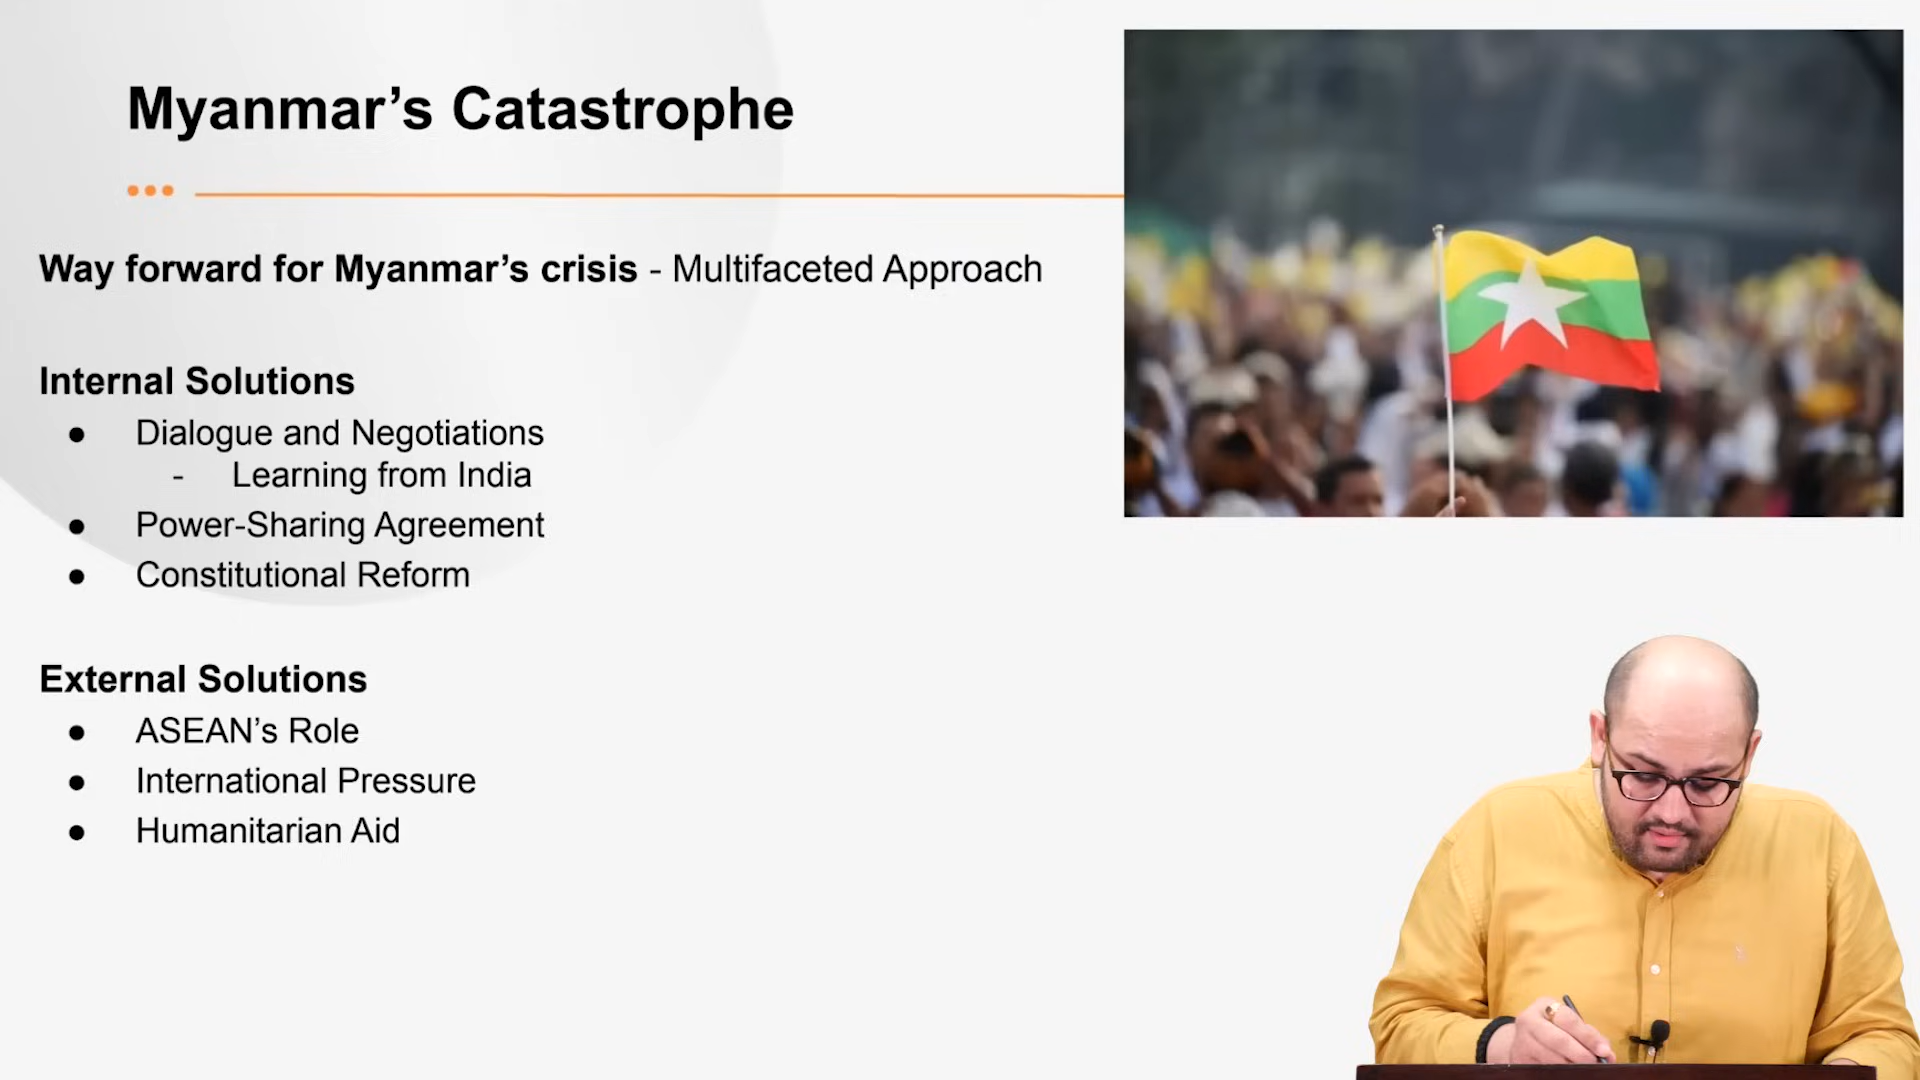 Myanmar’s Catastrophe
Way forward for Myanmar’s crisis - Multifaceted Approach
Internal Solutions
● Dialogue and Negotiations
- Learning from India
● Power-Sharing Agreement
● Constitutional Reform
External Solutions
● ASEAN’s Role
● International Pressure
● Humanitarian Aid